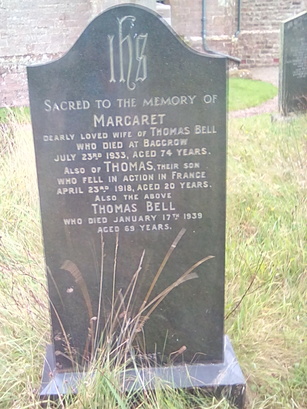 IHS
SACRED TO THE MEMORY OF
MARGARET
DEARLY LOVED WIFE OF THOMAS BELL
WHO DIED AT BAGGROW
JULY 23RD 1933, AGED 74 YEARS.
ALSO OF THOMAS, THEIR SON
WHO FELL IN ACTION IN FRANCE
APRIL 23RD 1918, AGED 20 YEARS.
ALSO THE ABOVE
THOMAS BELL
WHO DIED JANUARY 17TH 1939
AGED 69 YEARS.